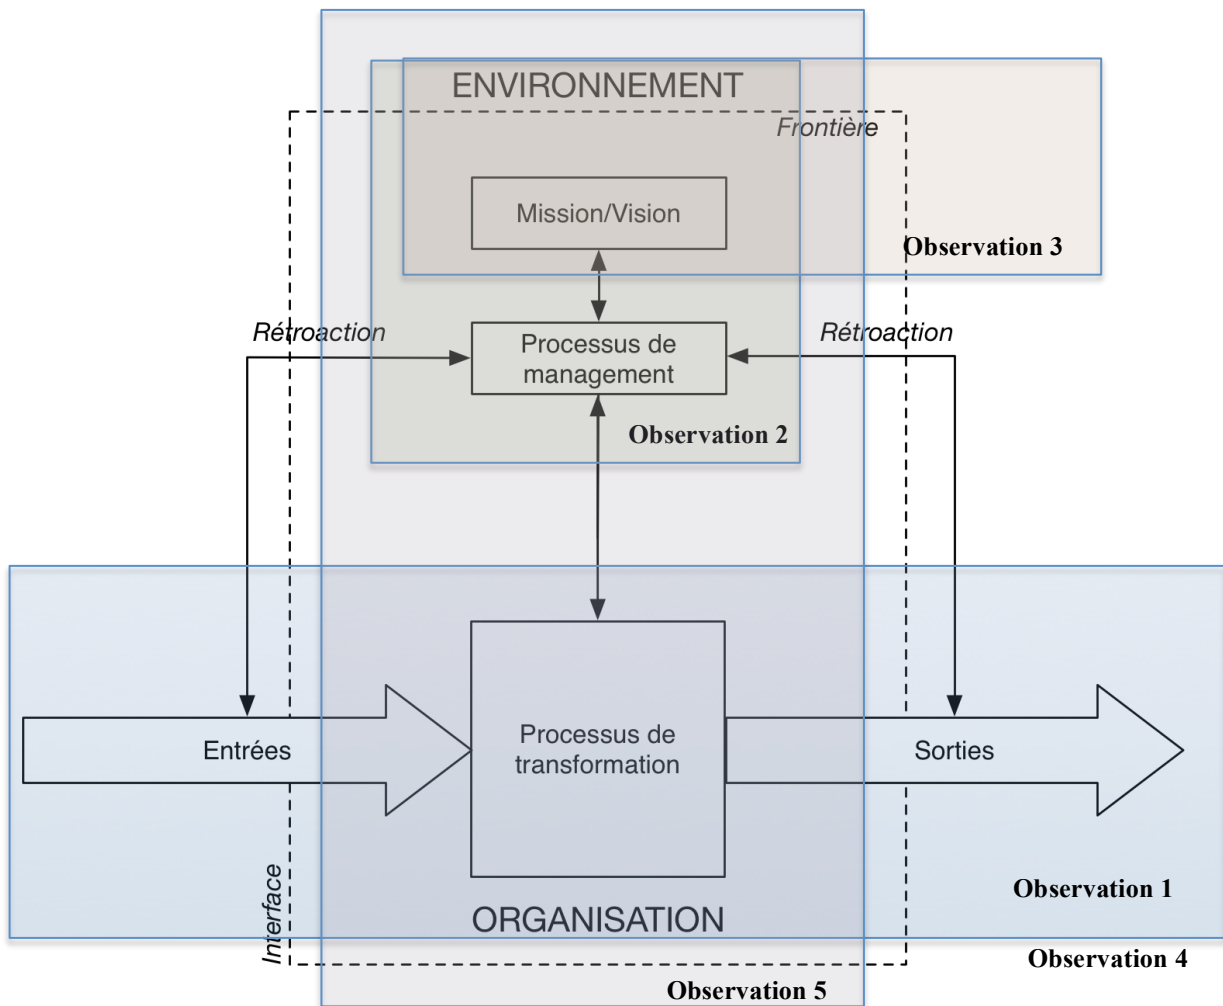 ENVIRONNEMENT
Frontière
Mission/Vision
Observation 3
Rétroaction
Rétroaction
Processus de
management
Observation 2
Entrées
Processus de
transformation
Sorties
Interface
Observation 1
ORGANISATION
Observation 4
Observation 5